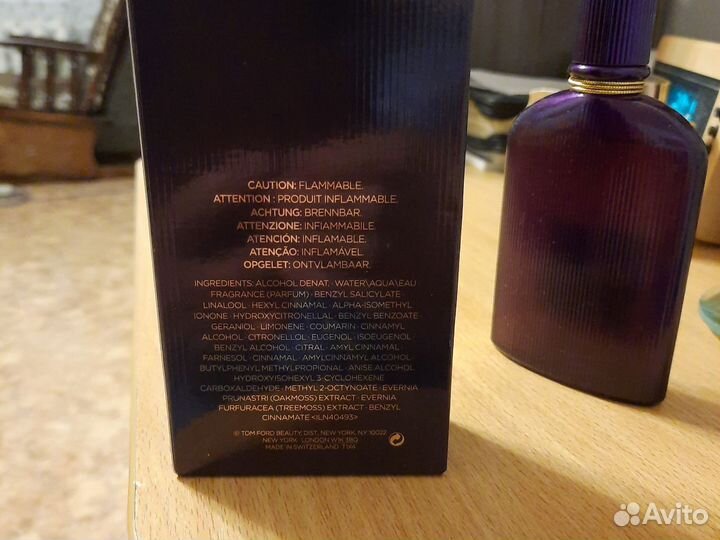 CAUTION: FLAMMABLE.
ATTENTION : PRODUIT INFLAMMABLE.
ACHTUNG: BRENNBAR.
ATTENZIONE: INFIAMMABILE.
ATENCIÓN: INFLAMABLE.
ATENÇÃO: INFLAMÁVEL.
OPGELET: ONTVLAMBAAR.
INGREDIENTS: ALCOHOL DENAT. · WATER\AQUA\EAU
FRAGRANCE (PARFUM) · BENZYL SALICYLATE ·
LINALOOL · HEXYL CINNAMAL · ALPHA-ISOMETHYL
IONONE · HYDROXYCITRONELLAL · BENZYL BENZOATE
GERANIOL · LIMONENE · COUMARIN · CINNAMYL
ALCOHOL · CITRONELLOL · EUGENOL · ISOEUGENOL
BENZYL ALCOHOL · CITRAL · AMYL CINNAMAL
FARNESOL · CINNAMAL · AMYLCINNAMYL ALCOHOL
BUTYLPHENYL METHYLPROPIONAL · ANISE ALCOHOL
HYDROXYISOHEXYL 3-CYCLOHEXENE
CARBOXALDEHYDE · METHYL 2-OCTYNOATE · EVERNIA
PRUNASTRI (OAKMOSS) EXTRACT · EVERNIA
FURFURACEA (TREEMOSS) EXTRACT · BENZYL
CINNAMATE <ILN40493>
© TOM FORD BEAUTY, DIST. NEW YORK, N.Y. 10022
NEW YORK · LONDON W1K 3BQ
MADE IN SWITZERLAND
Avito